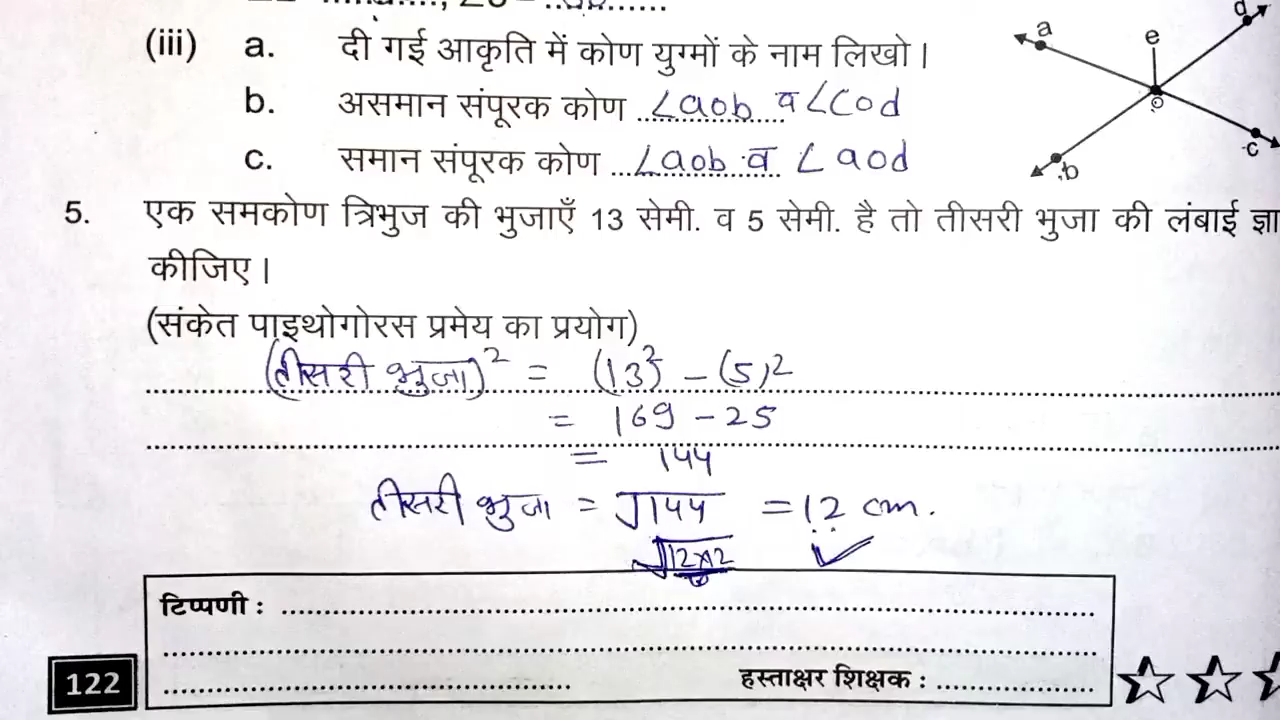 (iii) a. दी गई आकृति में कोण युग्मों के नाम लिखो।
b. असमान संपूरक कोण ∠aob व ∠Cod
c. समान संपूरक कोण ∠aob व ∠aod
a
e
d
o
b
c
5. एक समकोण त्रिभुज की भुजाएँ 13 सेमी. व 5 सेमी. है तो तीसरी भुजा की लंबाई
कीजिए।
(संकेत पाइथोगोरस प्रमेय का प्रयोग)
(तीसरी भुजा)² = (13)² - (5)²
= 169 - 25
= 144
तीसरी भुजा = √144 = 12 cm.
√12×12
टिप्पणी :
हस्ताक्षर शिक्षक :
122